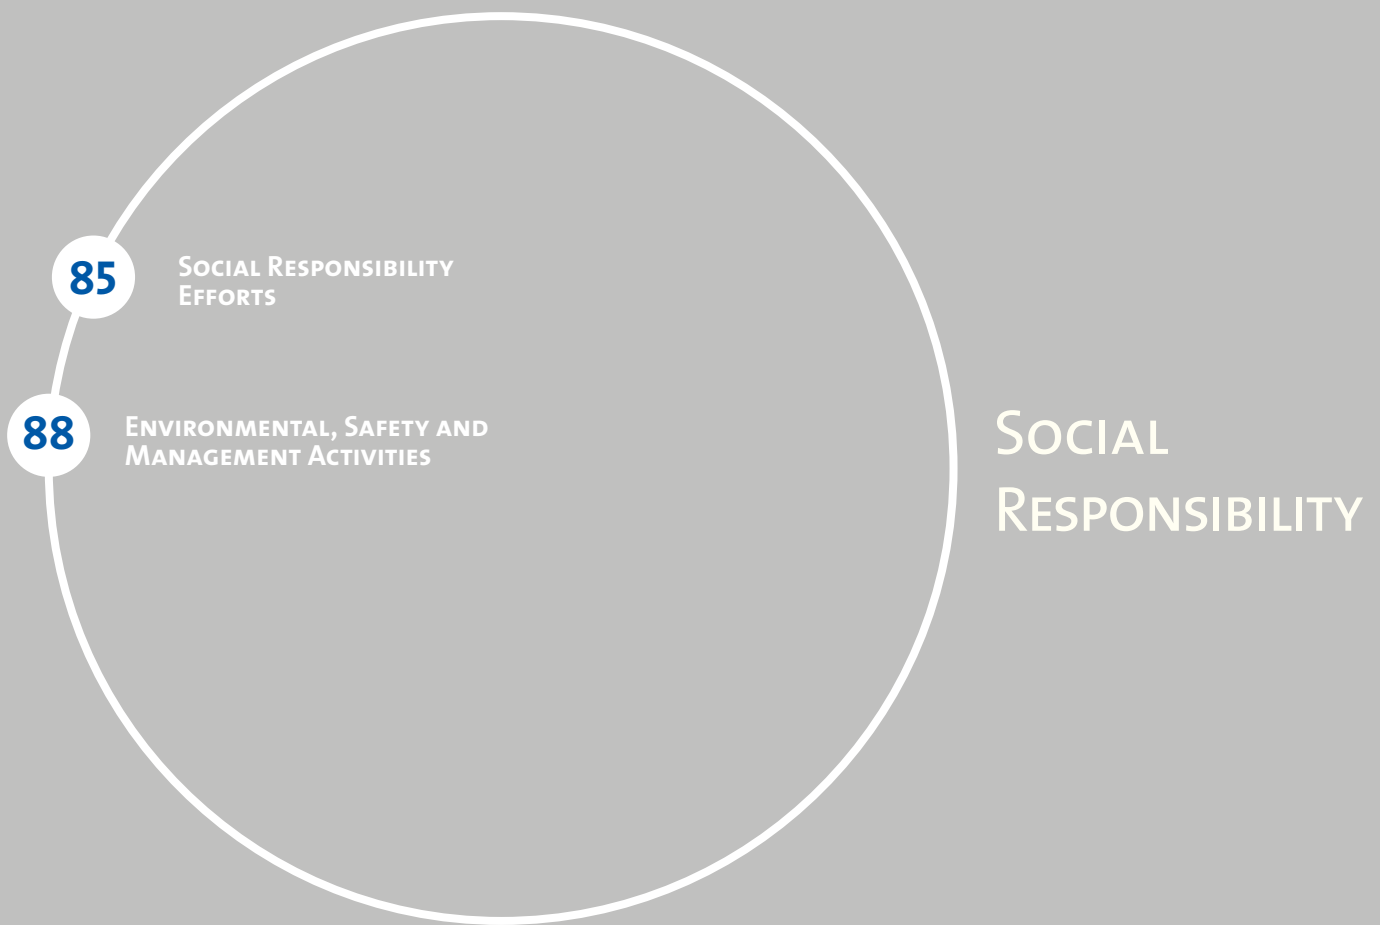 85
Social Responsibility
Efforts
88
Environmental, Safety and
Management Activities
Social
Responsibility